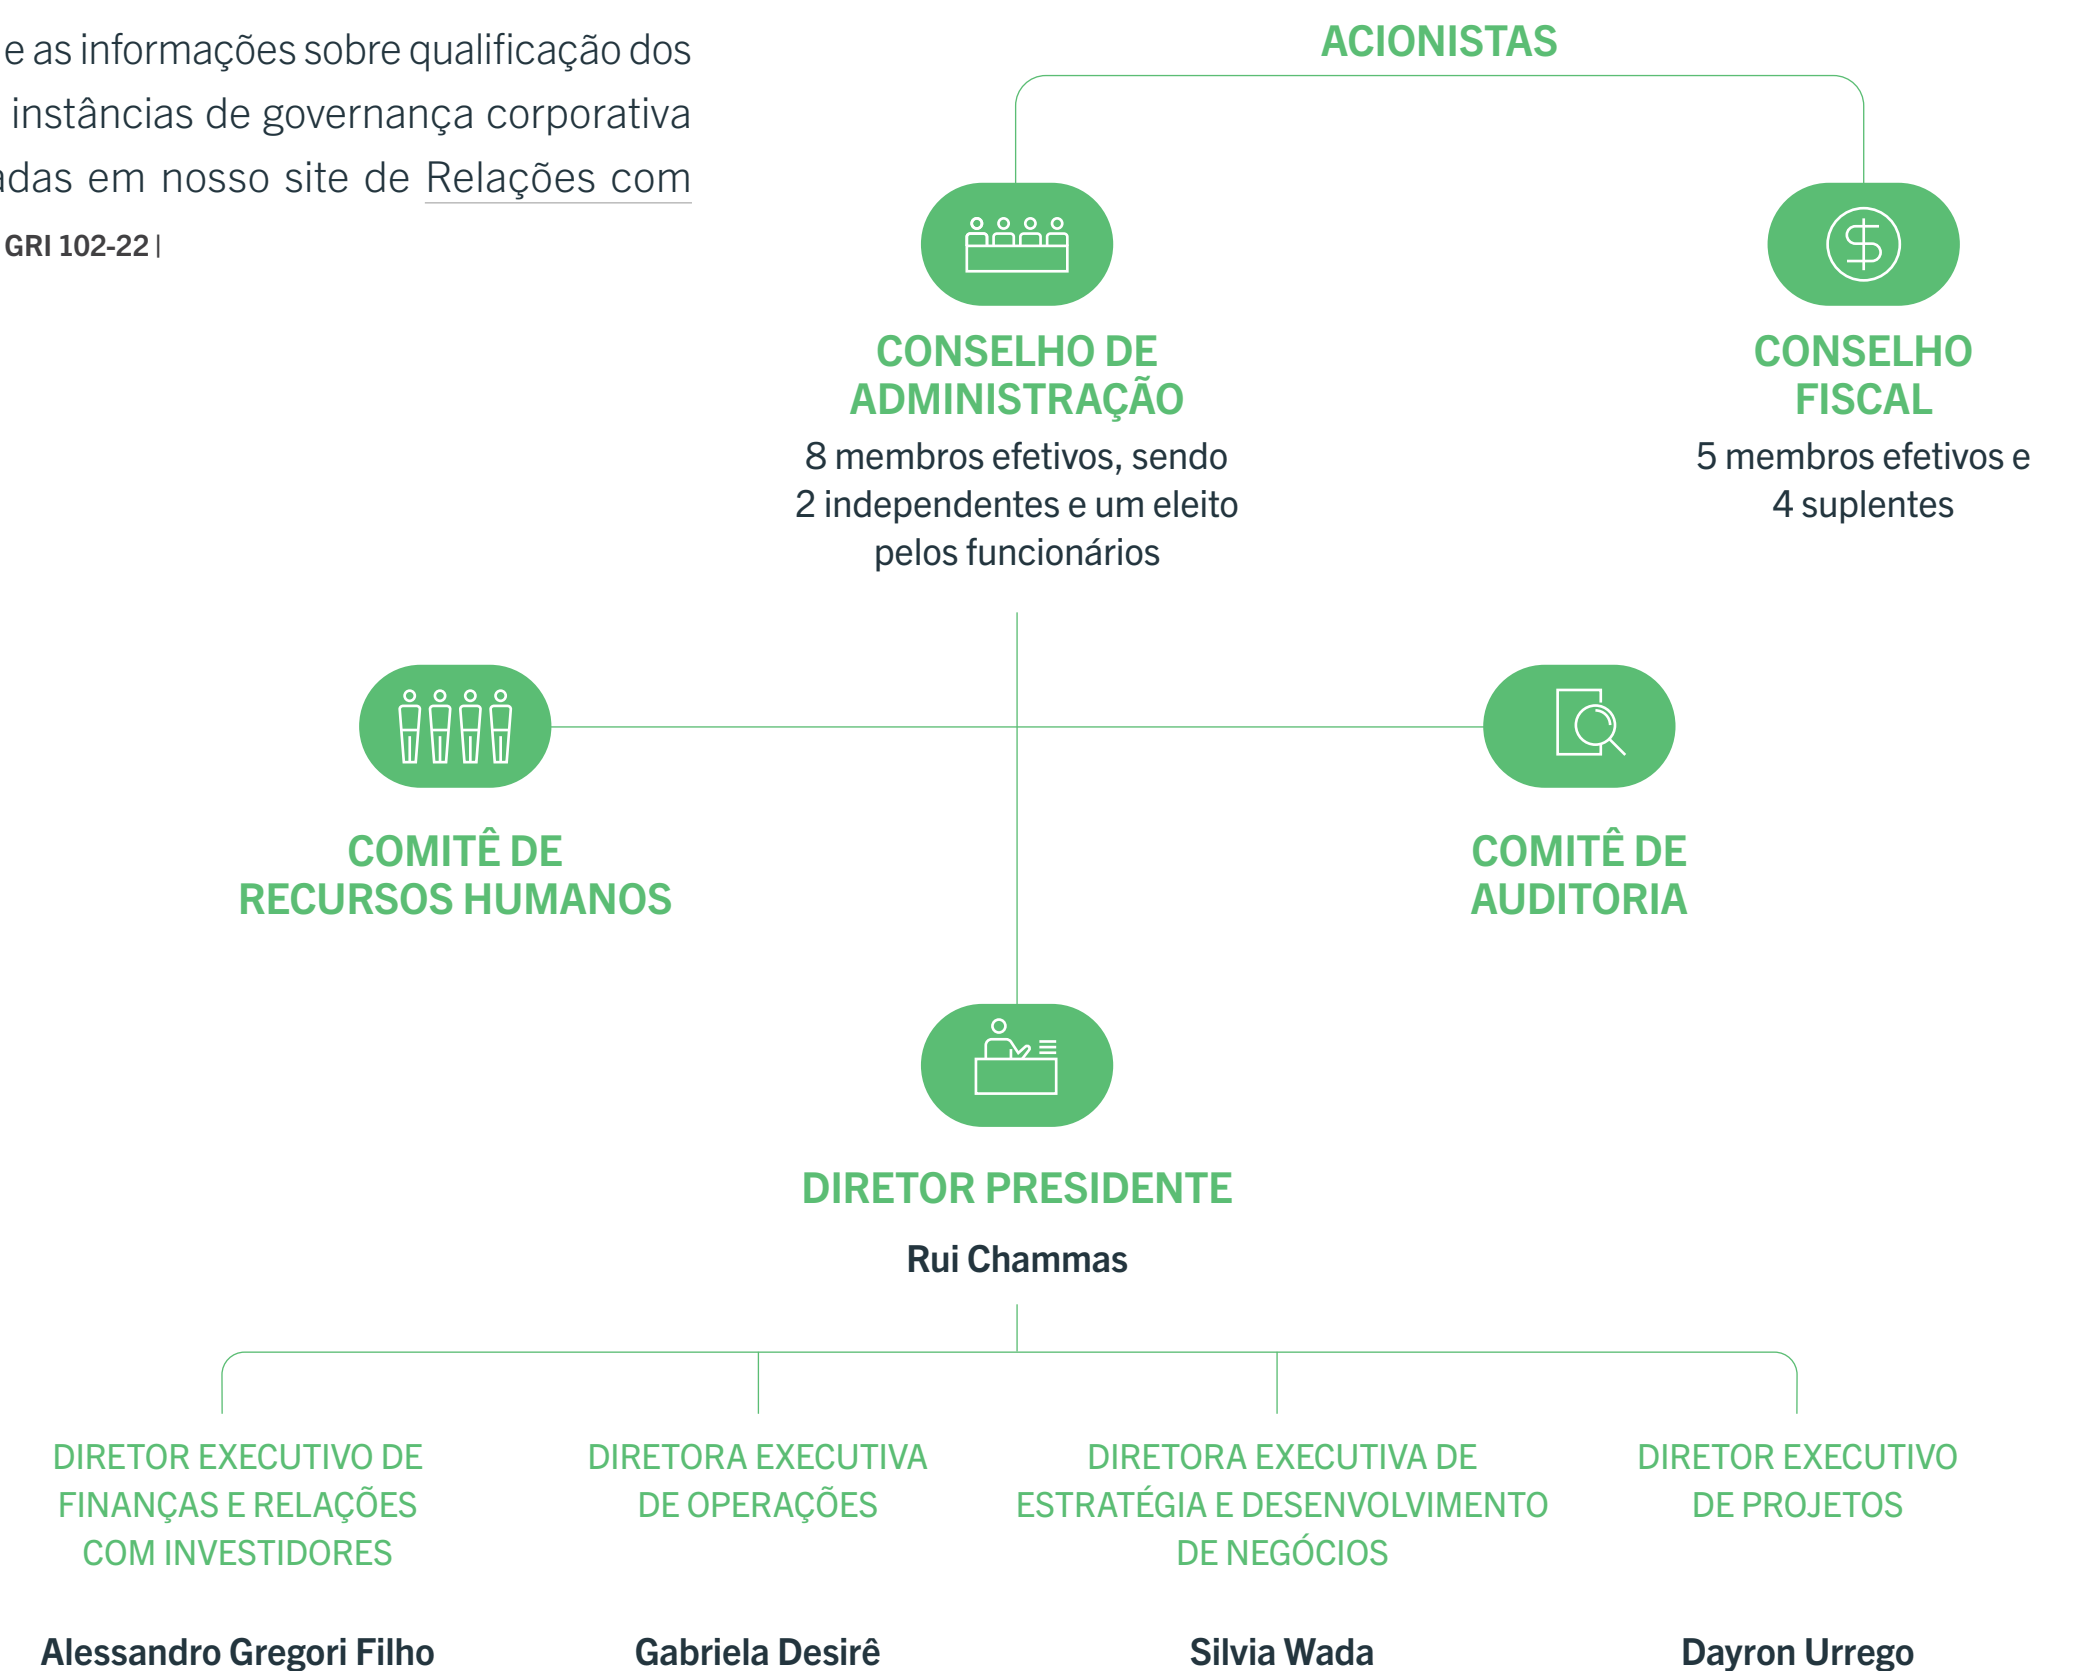 e as informações sobre qualificação dos
instâncias de governança corporativa
adas em nosso site de Relações com
GRI 102-22 |
ACIONISTAS
CONSELHO DE
ADMINISTRAÇÃO
8 membros efetivos, sendo
2 independentes e um eleito
pelos funcionários
CONSELHO
FISCAL
5 membros efetivos e
4 suplentes
COMITÊ DE
RECURSOS HUMANOS
COMITÊ DE
AUDITORIA
DIRETOR PRESIDENTE
Rui Chammas
DIRETOR EXECUTIVO DE
FINANÇAS E RELAÇÕES
COM INVESTIDORES
Alessandro Gregori Filho
DIRETORA EXECUTIVA
DE OPERAÇÕES
Gabriela Desirê
DIRETORA EXECUTIVA DE
ESTRATÉGIA E DESENVOLVIMENTO
DE NEGÓCIOS
Silvia Wada
DIRETOR EXECUTIVO
DE PROJETOS
Dayron Urrego